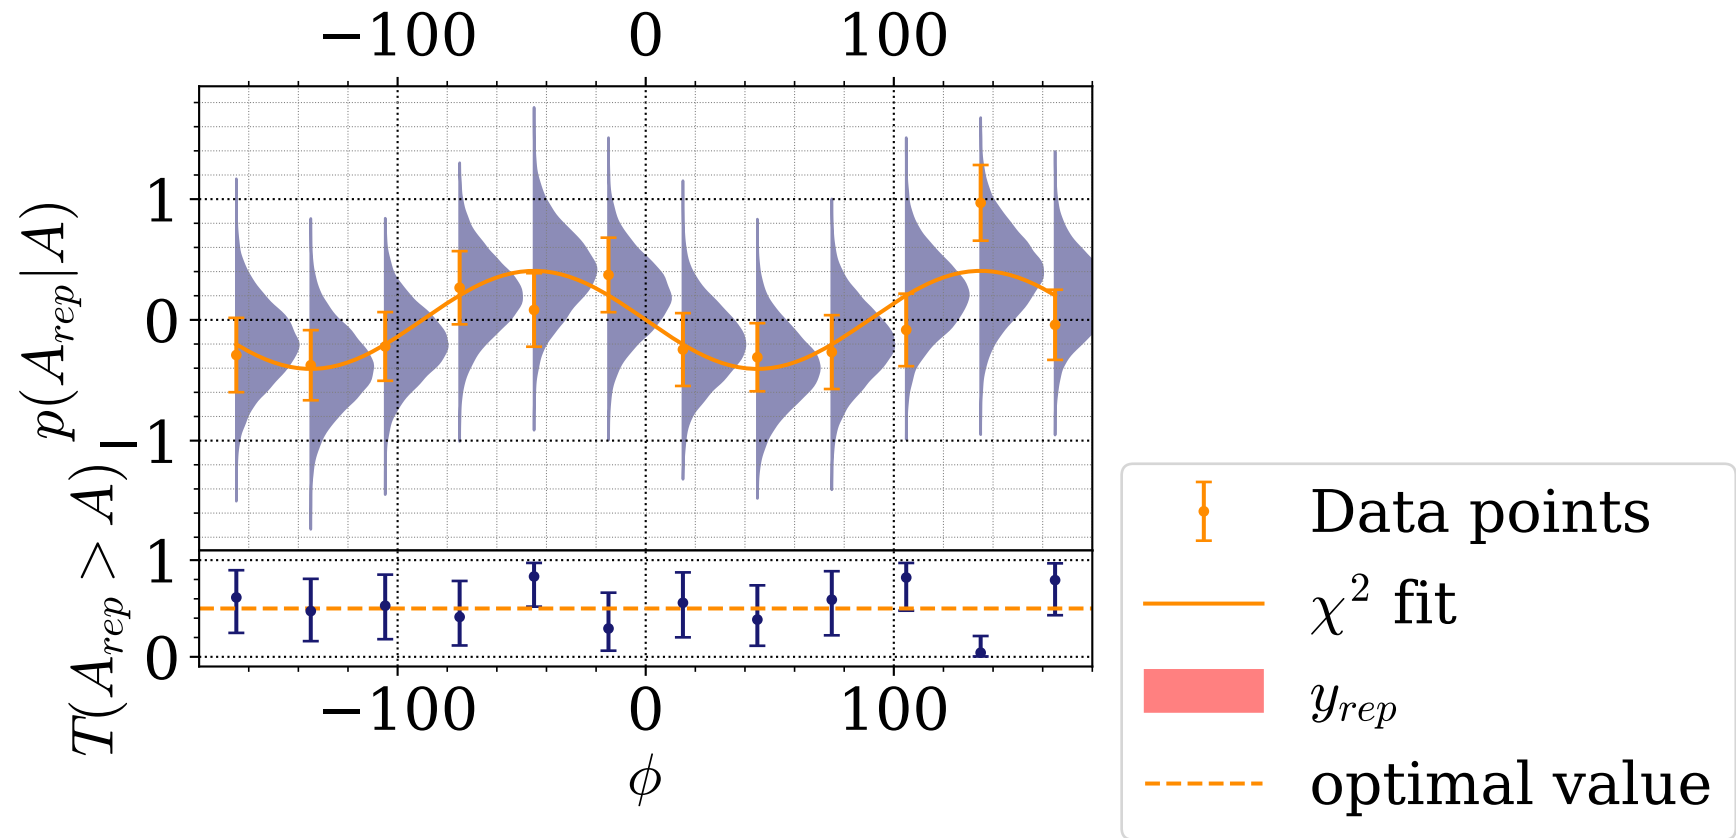 −100 0 100
p(A_rep|A)
1
0
−1
T(A_rep > A)
1
0
−100 0 100
ϕ
Data points
χ² fit
y_rep
optimal value